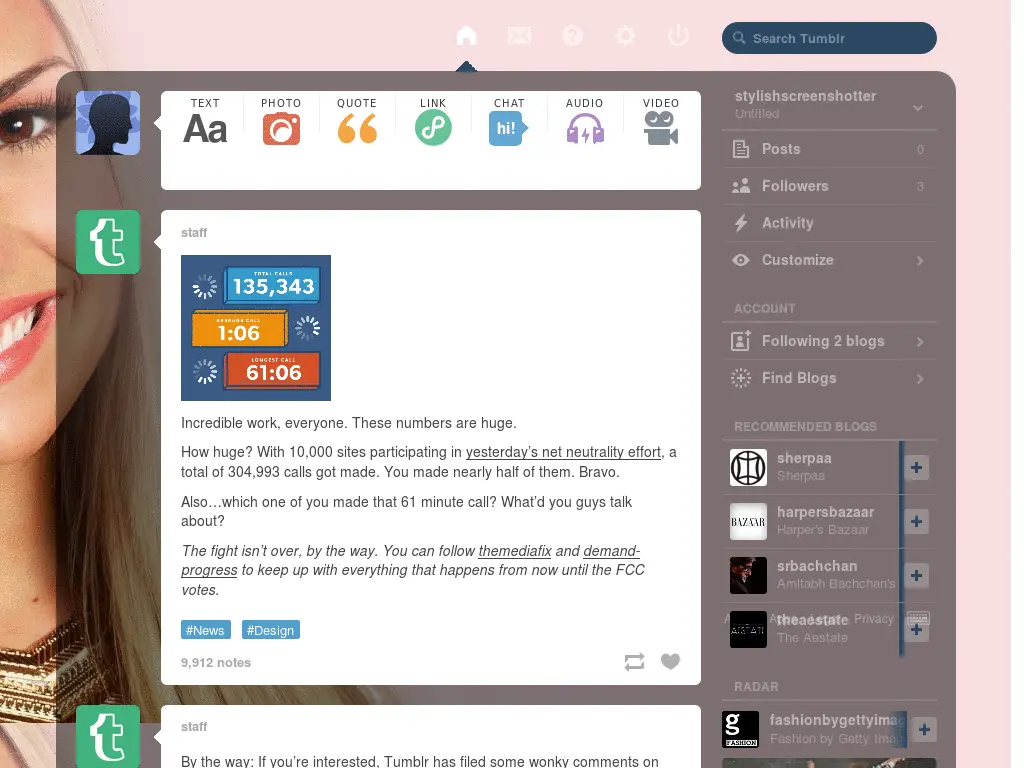 Search Tumblr
TEXT
PHOTO
QUOTE
LINK
CHAT
AUDIO
VIDEO
Aa
hi!
stylishscreenshotter
Untitled
Posts 0
Followers 3
Activity
Customize
ACCOUNT
Following 2 blogs
Find Blogs
RECOMMENDED BLOGS
sherpaa
Sherpaa
BAZAAR
harpersbazaar
Harper's Bazaar
srbachchan
Amitabh Bachchan's
AESTATE
theaestate
The Aestate
Legal Privacy
RADAR
g
FASHION
fashionbygettyima
Fashion by Getty Ima
staff
TOTAL CALLS
135,343
AVERAGE CALL
1:06
LONGEST CALL
61:06
Incredible work, everyone. These numbers are huge.
How huge? With 10,000 sites participating in yesterday's net neutrality effort, a
total of 304,993 calls got made. You made nearly half of them. Bravo.
Also…which one of you made that 61 minute call? What'd you guys talk
about?
The fight isn't over, by the way. You can follow themediafix and demand-
progress to keep up with everything that happens from now until the FCC
votes.
#News #Design
9,912 notes
staff
By the way: If you're interested, Tumblr has filed some wonky comments on